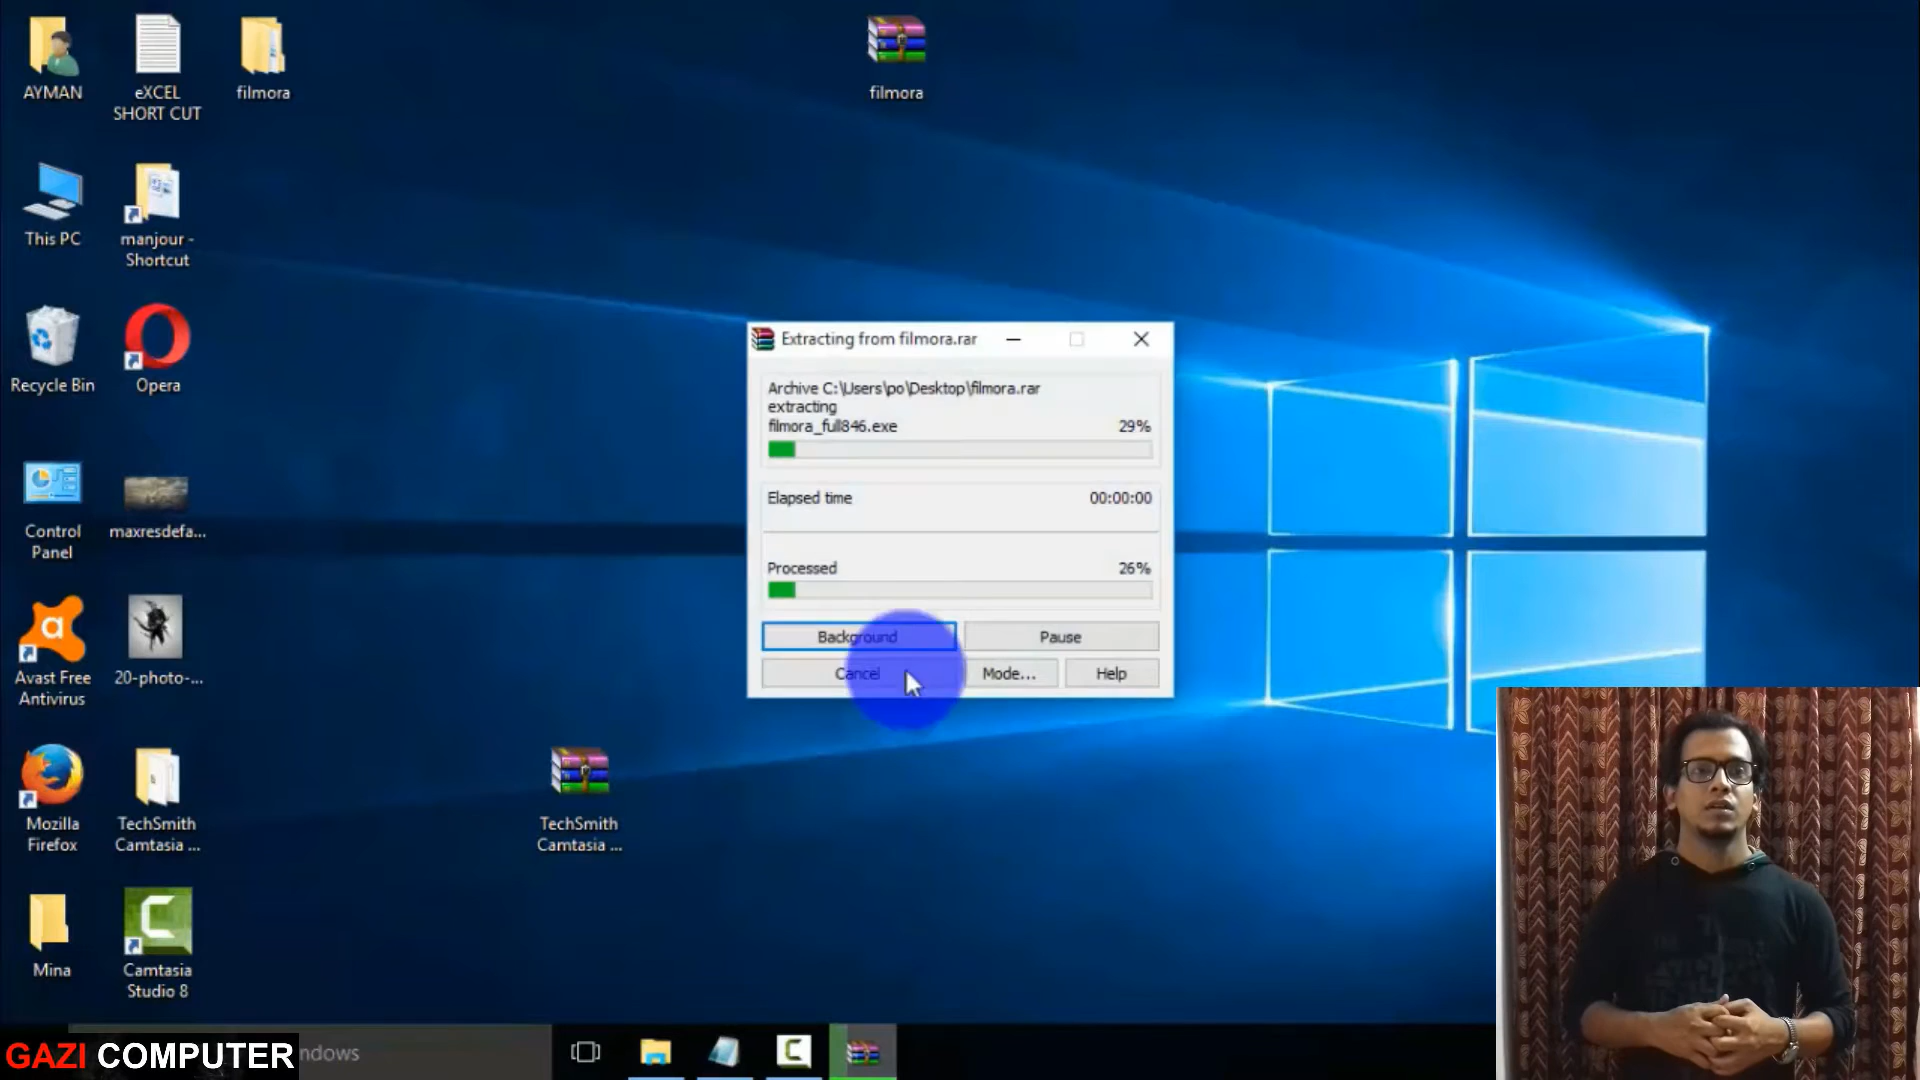 AYMAN
eXCEL
SHORT CUT
filmora
filmora
This PC
manjour -
Shortcut
Recycle Bin
Opera
Control
Panel
maxresdefa...
Avast Free
Antivirus
20-photo-...
Mozilla
Firefox
TechSmith
Camtasia ...
TechSmith
Camtasia ...
Mina
Camtasia
Studio 8
Extracting from filmora.rar
Archive C:\Users\po\Desktop\filmora.rar
extracting
filmora_full846.exe 29%
Elapsed time 00:00:00
Processed 26%
Background Pause
Cancel Mode... Help
GAZI COMPUTER ndows